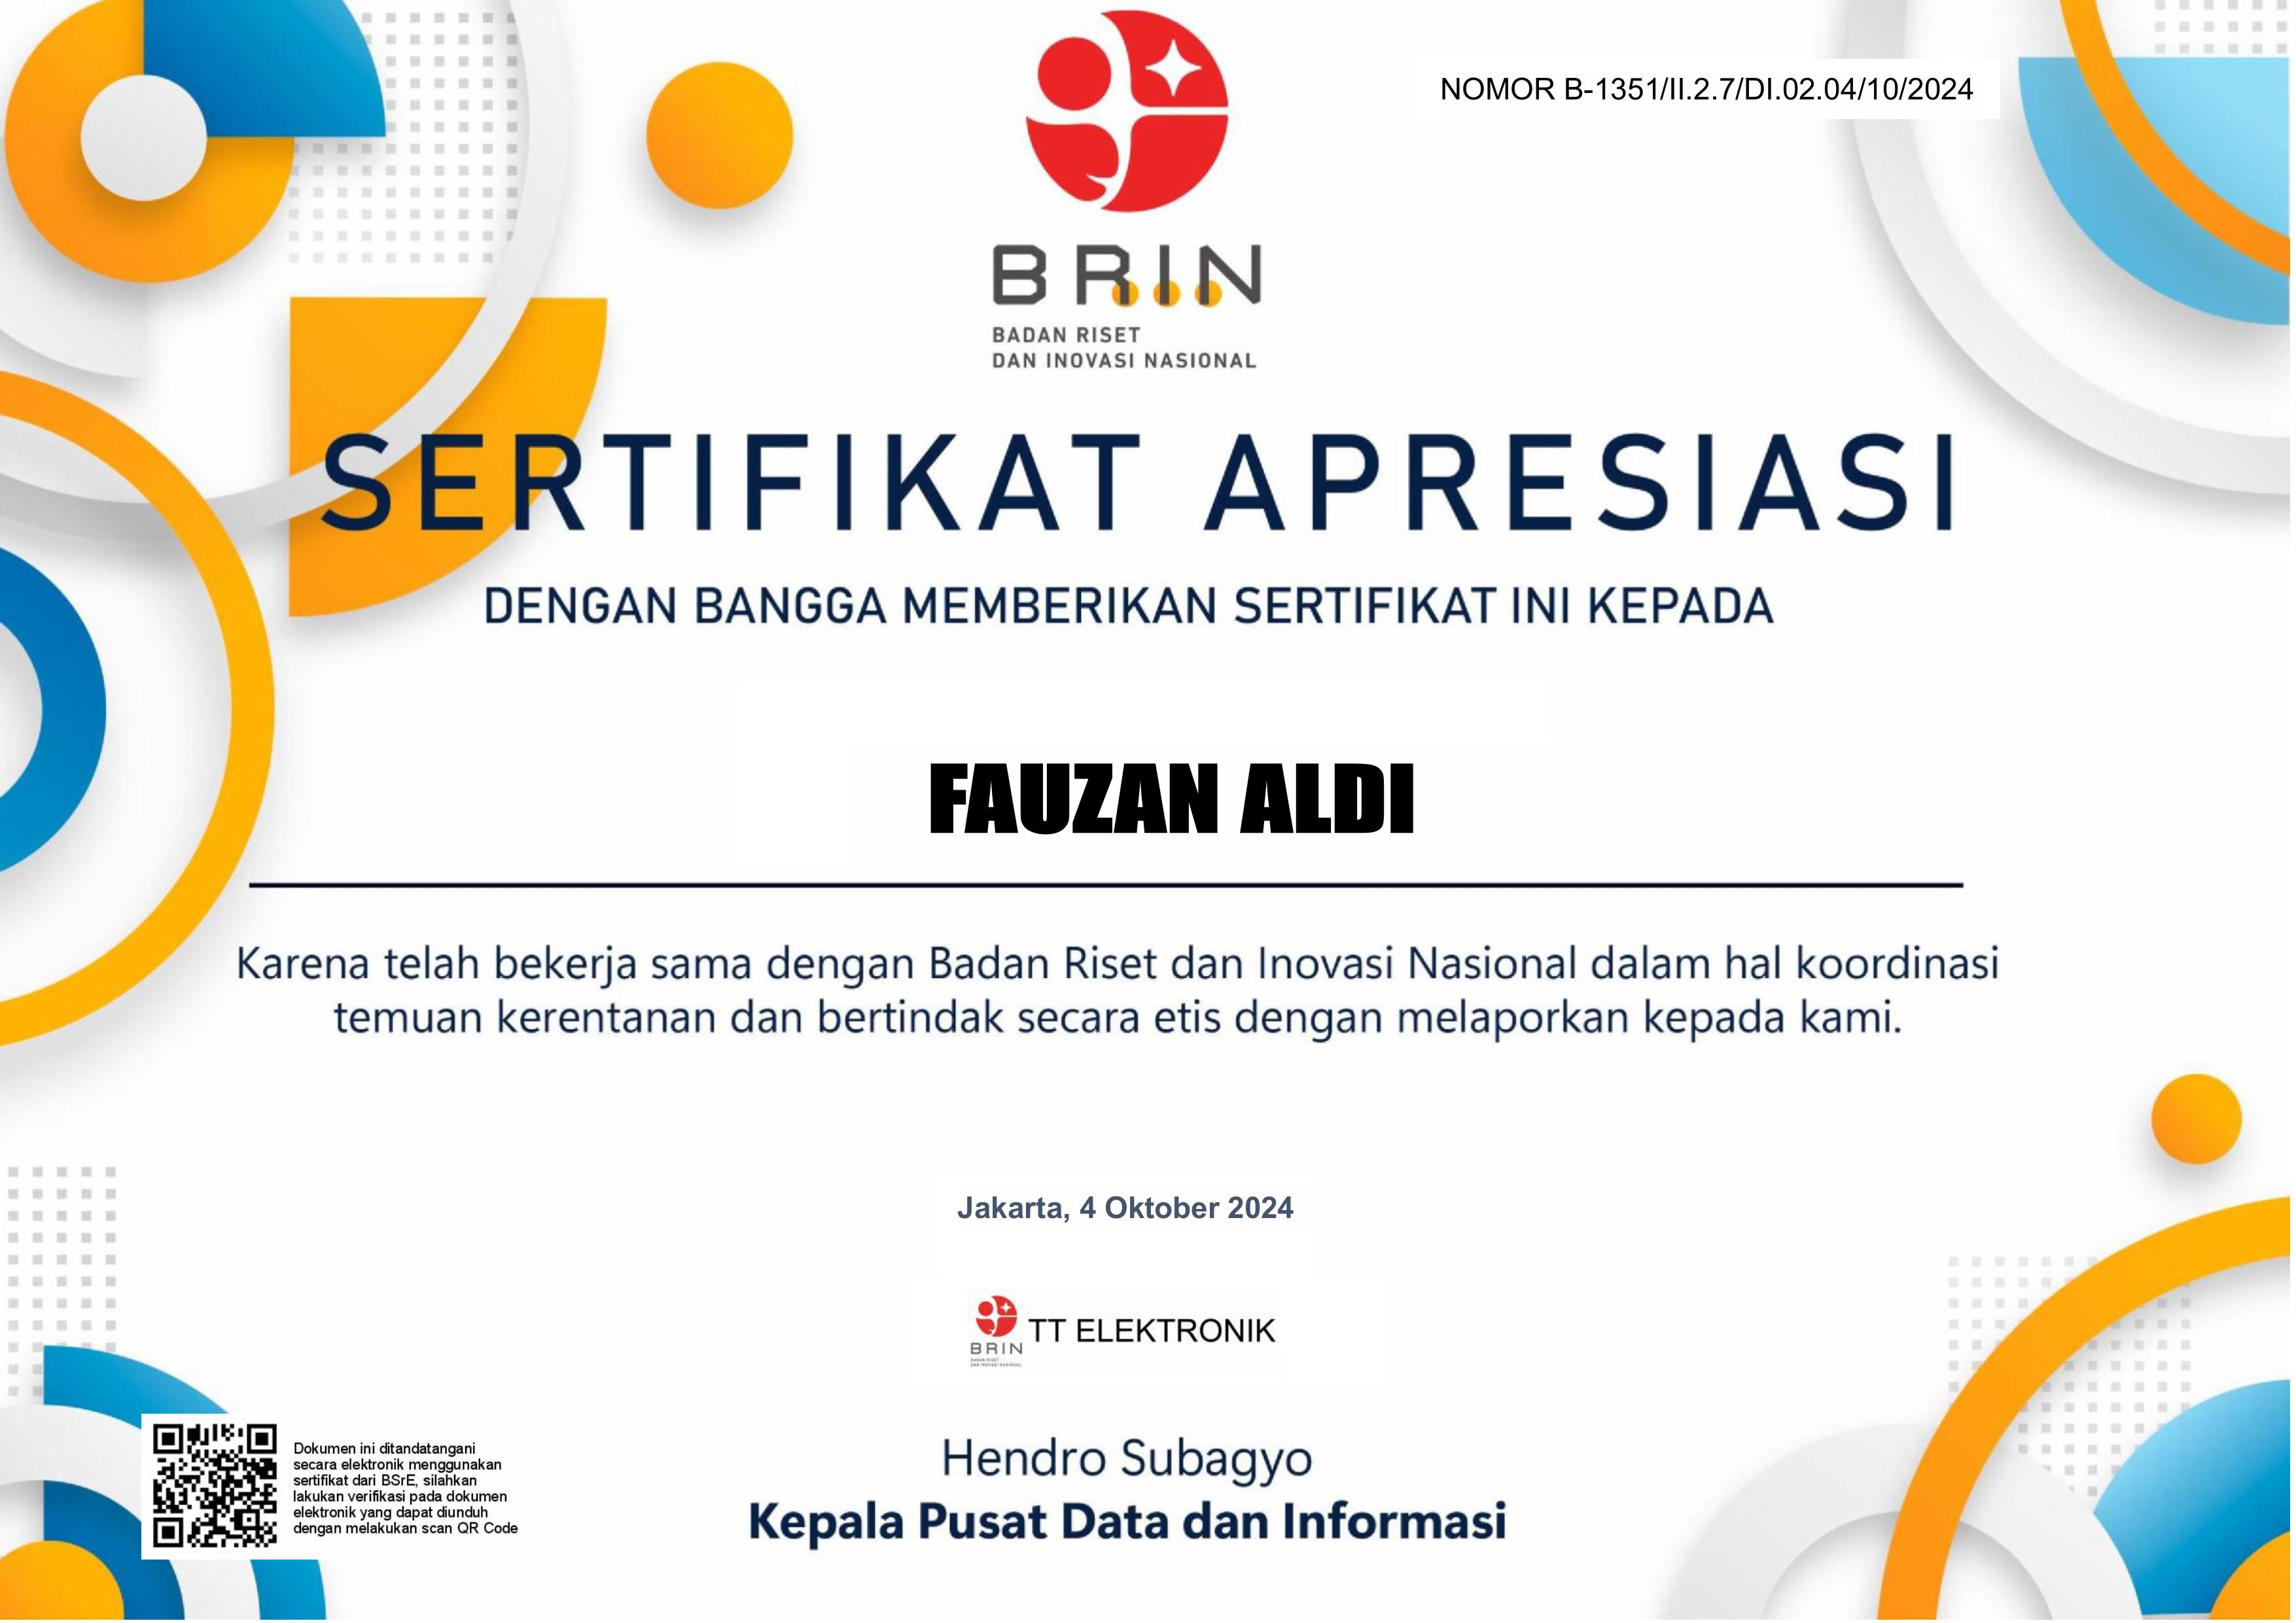 NOMOR B-1351/II.2.7/DI.02.04/10/2024
BRIN
BADAN RISET
DAN INOVASI NASIONAL
SERTIFIKAT APRESIASI
DENGAN BANGGA MEMBERIKAN SERTIFIKAT INI KEPADA
FAUZAN ALDI
Karena telah bekerja sama dengan Badan Riset dan Inovasi Nasional dalam hal koordinasi
temuan kerentanan dan bertindak secara etis dengan melaporkan kepada kami.
Jakarta, 4 Oktober 2024
TT ELEKTRONIK
BRIN
BADAN RISET
DAN INOVASI NASIONAL
Hendro Subagyo
Kepala Pusat Data dan Informasi
Dokumen ini ditandatangani
secara elektronik menggunakan
sertifikat dari BSrE, silahkan
lakukan verifikasi pada dokumen
elektronik yang dapat diunduh
dengan melakukan scan QR Code